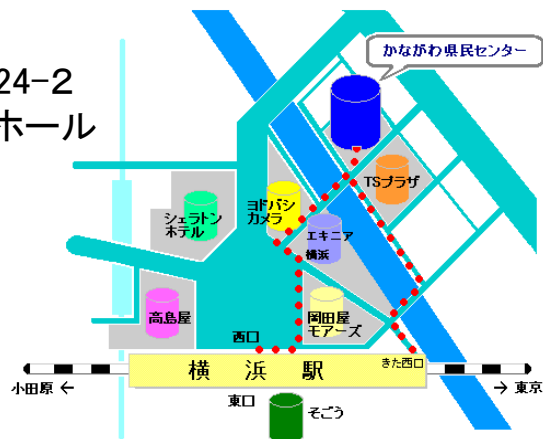 かながわ県民センター
24-2
ホール
TSプラザ
ヨドバシ
カメラ
シェラトン
ホテル
エキニア
横浜
高島屋
岡田屋
モアーズ
西口
きた西口
横 浜 駅
小田原 ←
→ 東京
東口
そごう